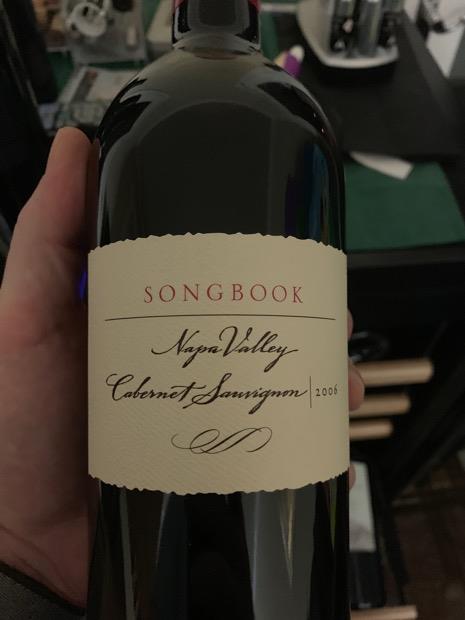 SONGBOOK
Napa Valley
Cabernet Sauvignon | 2006